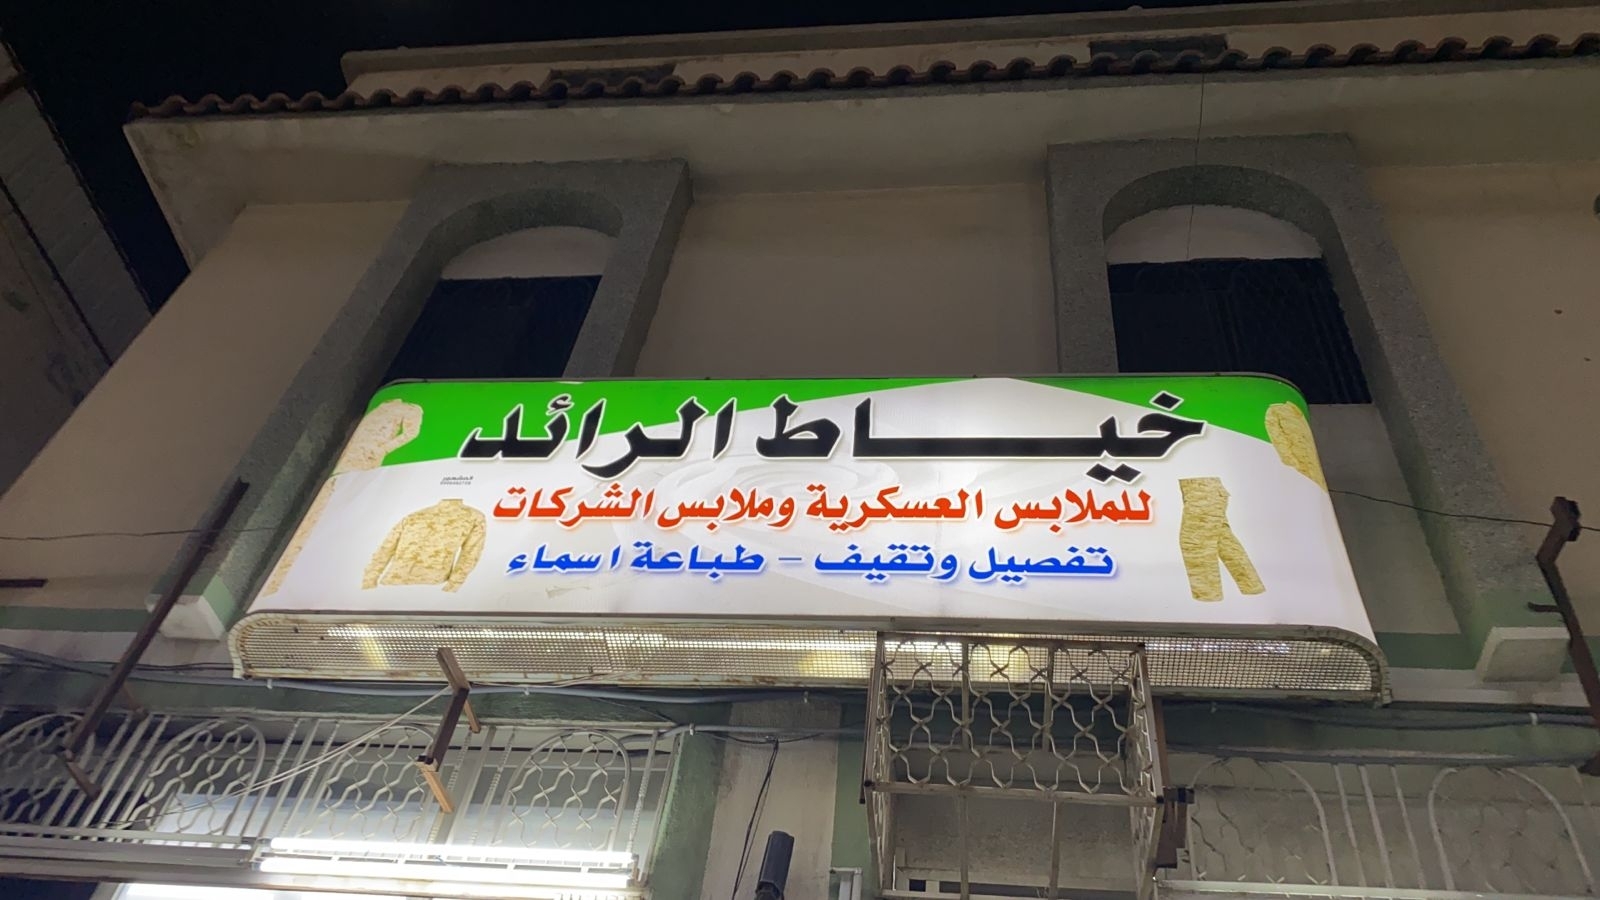 خياط الرائد
للملابس العسكرية وملابس الشركات
تفصيل وتقيف - طباعة اسماء